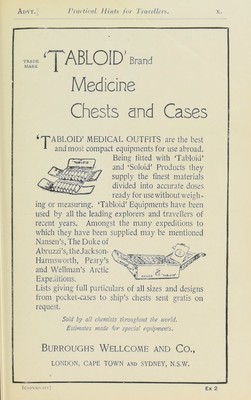 ADVT.] Practical Hints for Travellers. x.
TRADE MARK 'TABLOID' Brand
Medicine
Chests and Cases
'TABLOID' MEDICAL OUTFITS are the best
and most compact equipments for use abroad.
Being fitted with 'Tabloid'
and 'Soloid' Products they
supply the finest materials
divided into accurate doses
ready for use without weigh-
ing or measuring. 'Tabloid' Equipments have been
used by all the leading explorers and travellers of
recent years. Amongst the many expeditions to
which they have been supplied may be mentioned
Nansen's, The Duke of
Abruzzi's, the Jackson-
Harmsworth, Peary's
and Wellman's Arctic
Expeditions.
Lists giving full particulars of all sizes and designs
from pocket-cases to ship's chests sent gratis on
request.
Sold by all chemists throughout the world.
Estimates made for special equipments.
BURROUGHS WELLCOME AND CO.,
LONDON, CAPE TOWN AND SYDNEY, N.S.W.
Ex 2